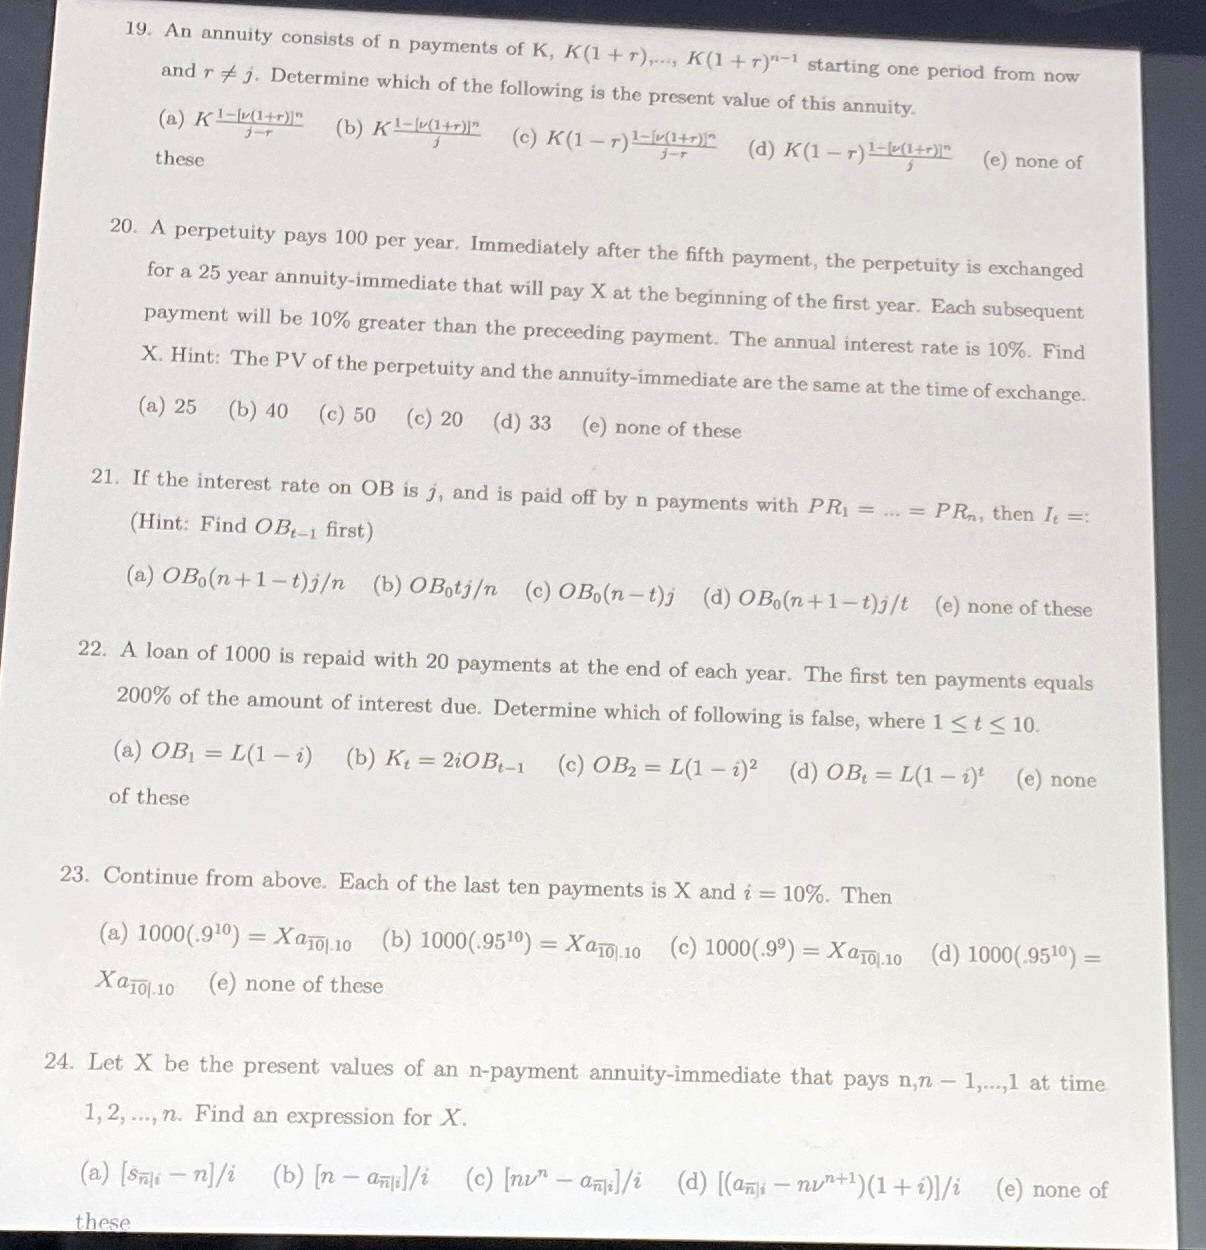 19. An annuity consists of n payments of K, K(1 + r),..., K(1 + r)ⁿ⁻¹ starting one period from now
and r ≠ j. Determine which of the following is the present value of this annuity.
(a) K 1−[ν(1+r)]ⁿ/j−r (b) K 1−[ν(1+r)]ⁿ/j (c) K(1 − r) 1−[ν(1+r)]ⁿ/j−r (d) K(1 − r) 1−[ν(1+r)]ⁿ/j (e) none of
these
20. A perpetuity pays 100 per year. Immediately after the fifth payment, the perpetuity is exchanged
for a 25 year annuity-immediate that will pay X at the beginning of the first year. Each subsequent
payment will be 10% greater than the preceeding payment. The annual interest rate is 10%. Find
X. Hint: The PV of the perpetuity and the annuity-immediate are the same at the time of exchange.
(a) 25 (b) 40 (c) 50 (c) 20 (d) 33 (e) none of these
21. If the interest rate on OB is j, and is paid off by n payments with PR₁ = ... = PRₙ, then Iₜ =:
(Hint: Find OBₜ₋₁ first)
(a) OB₀(n+1−t)j/n (b) OB₀tj/n (c) OB₀(n−t)j (d) OB₀(n+1−t)j/t (e) none of these
22. A loan of 1000 is repaid with 20 payments at the end of each year. The first ten payments equals
200% of the amount of interest due. Determine which of following is false, where 1 ≤ t ≤ 10.
(a) OB₁ = L(1 − i) (b) Kₜ = 2iOBₜ₋₁ (c) OB₂ = L(1 − i)² (d) OBₜ = L(1 − i)ᵗ (e) none
of these
23. Continue from above. Each of the last ten payments is X and i = 10%. Then
(a) 1000(.9¹⁰) = Xa₁₀̅|.₁₀ (b) 1000(.95¹⁰) = Xa₁₀̅|.₁₀ (c) 1000(.9⁹) = Xa₁₀̅|.₁₀ (d) 1000(.95¹⁰) =
Xa₁₀̅|.₁₀ (e) none of these
24. Let X be the present values of an n-payment annuity-immediate that pays n,n − 1,...,1 at time
1, 2, ..., n. Find an expression for X.
(a) [sₙ̅|ᵢ − n]/i (b) [n − aₙ̅|ᵢ]/i (c) [nνⁿ − aₙ̅|ᵢ]/i (d) [(aₙ̅|ᵢ − nνⁿ⁺¹)(1 + i)]/i (e) none of
these